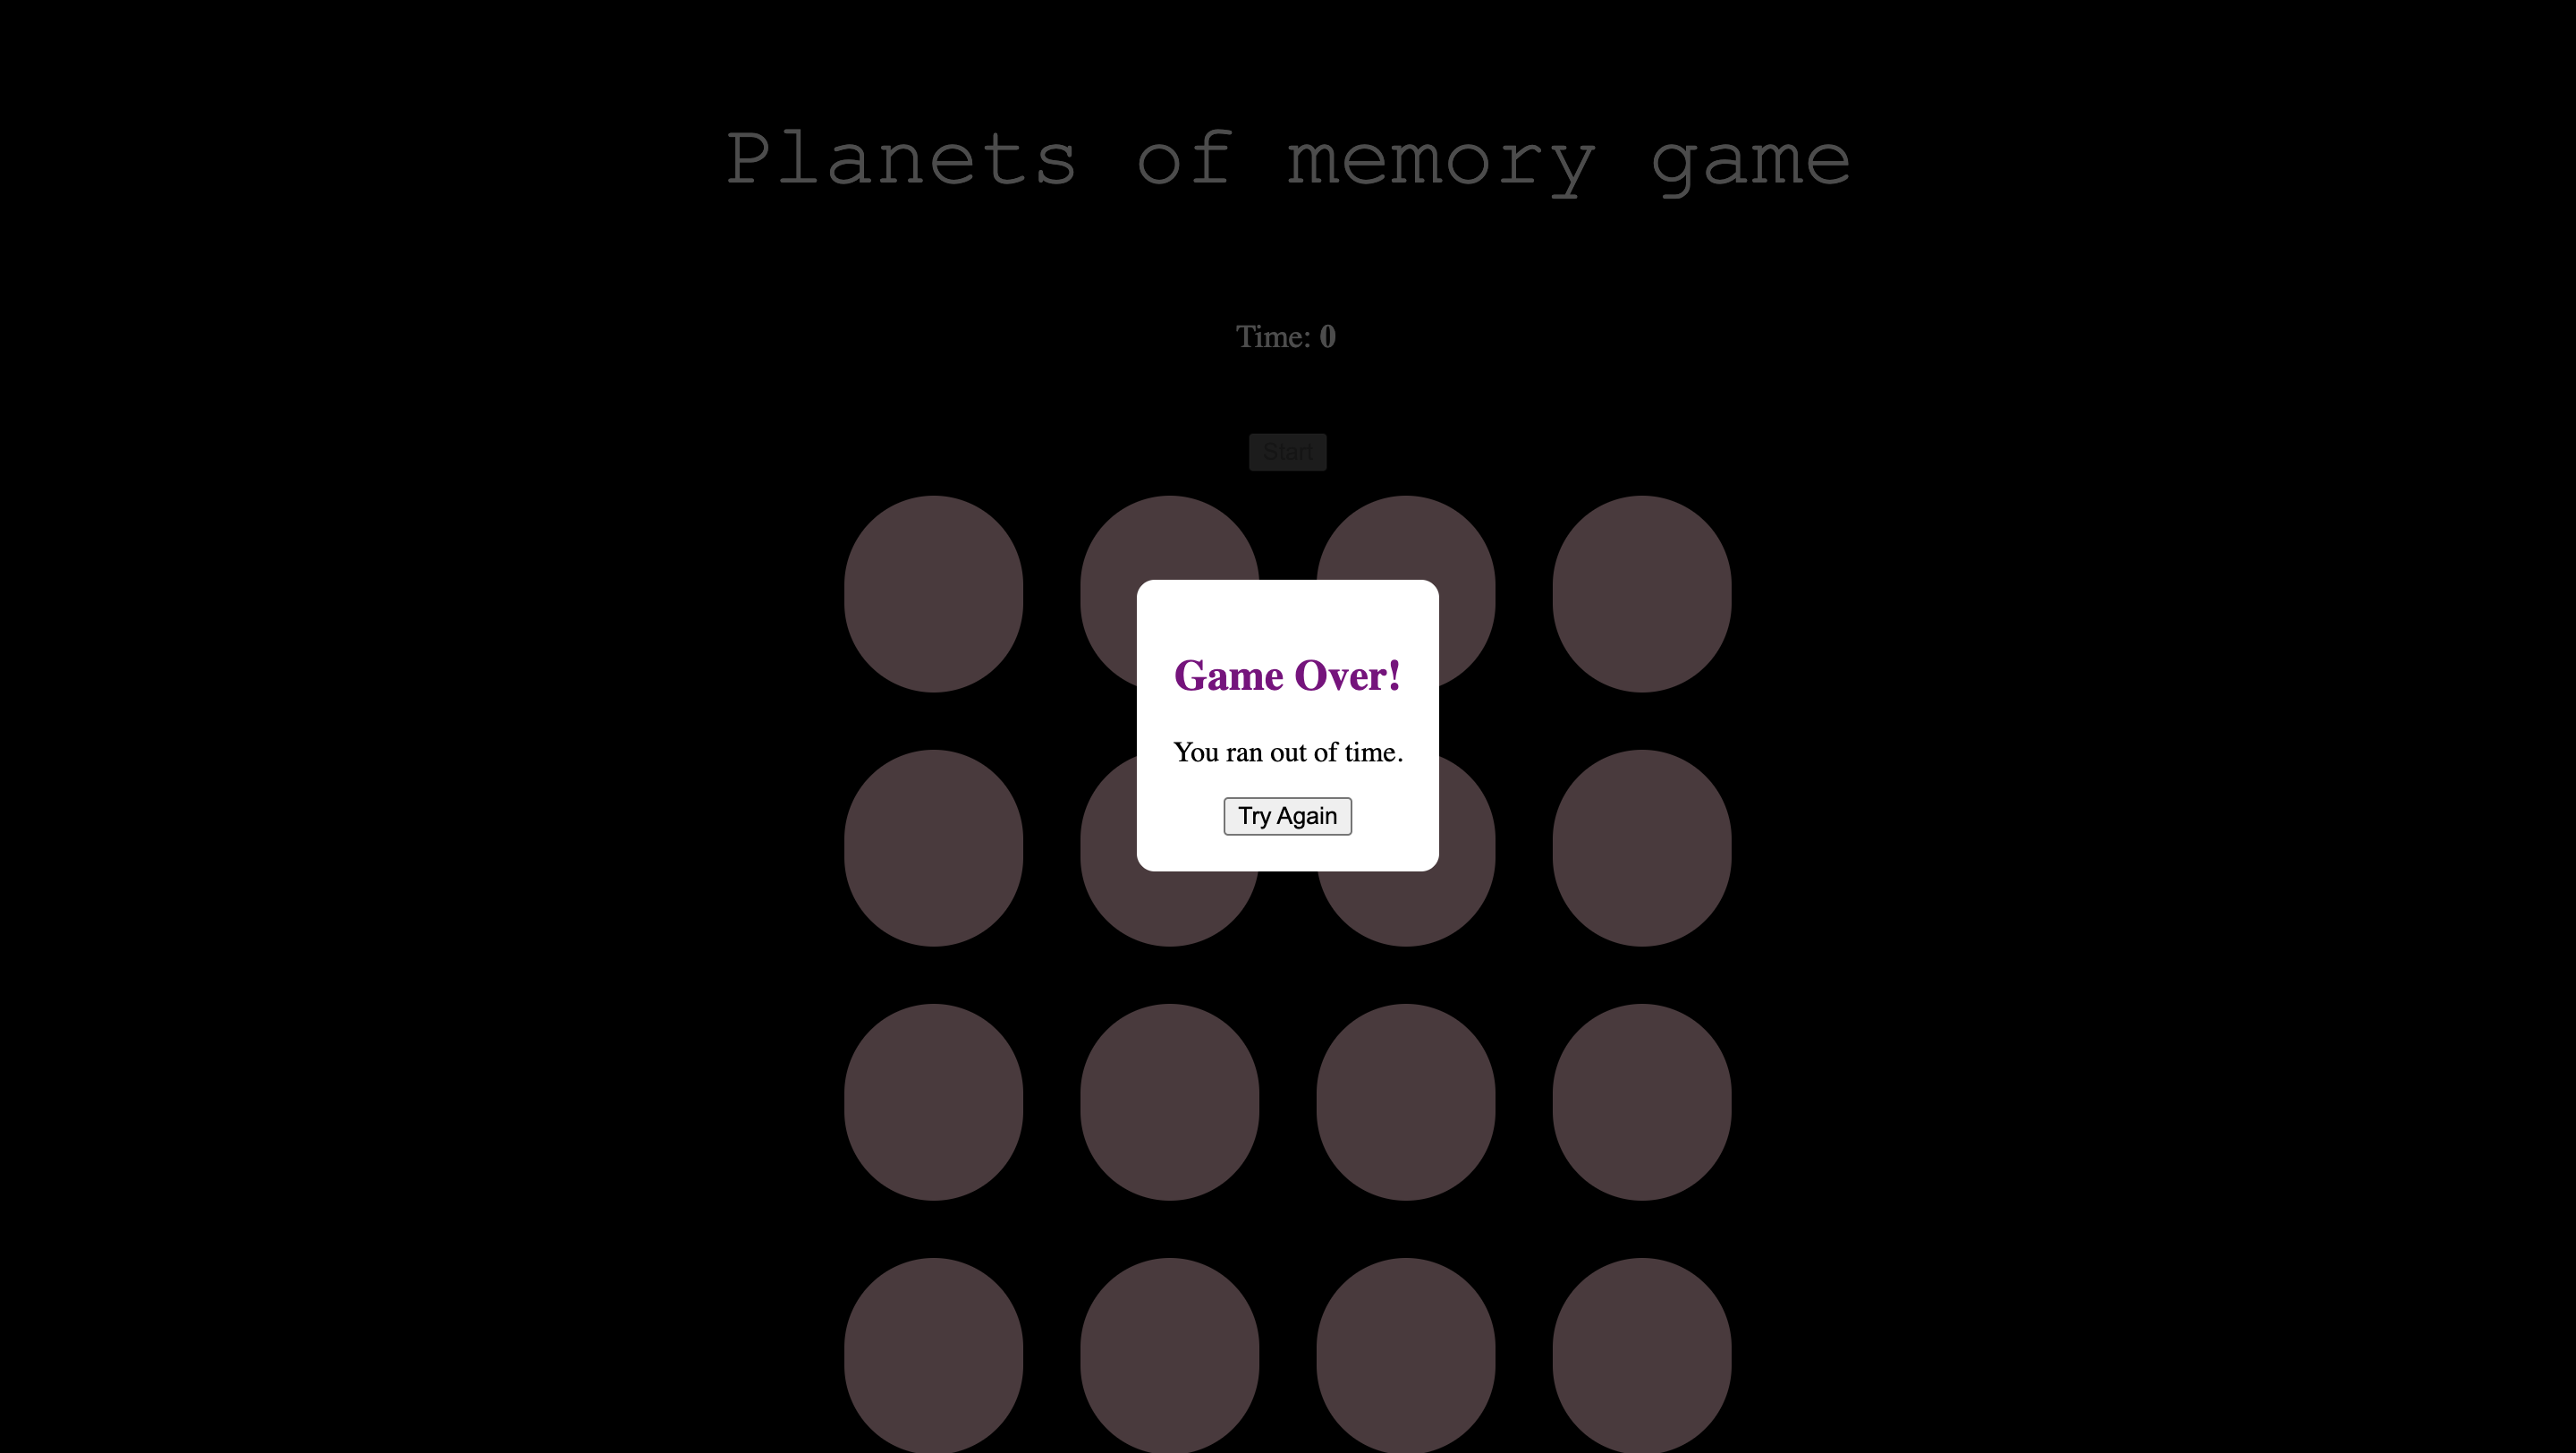 Planets of memory game
Time: 0
Start
Game Over!
You ran out of time.
Try Again